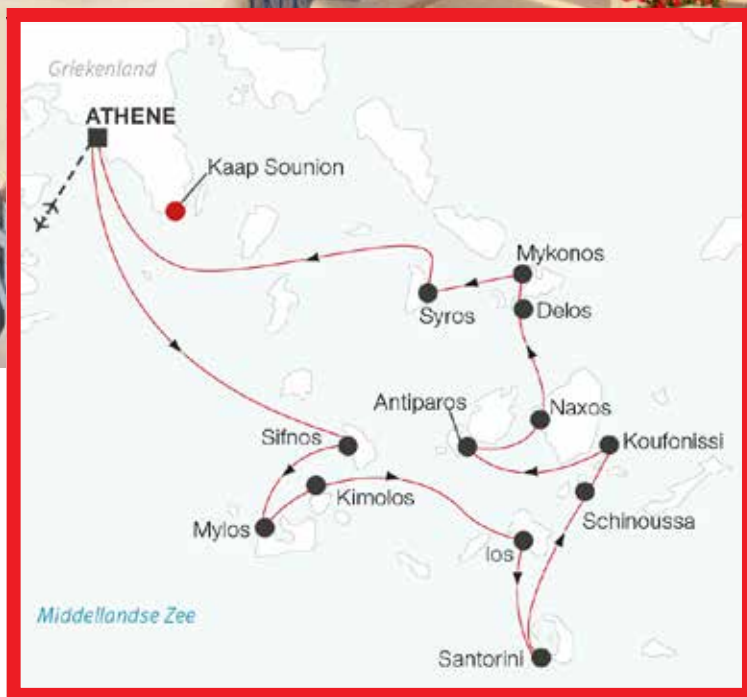 Griekenland
ATHENE
Kaap Sounion
Mykonos
Delos
Syros
Antiparos
Naxos
Sifnos
Koufonissi
Kimolos
Schinoussa
Mylos
Ios
Middellandse Zee
Santorini